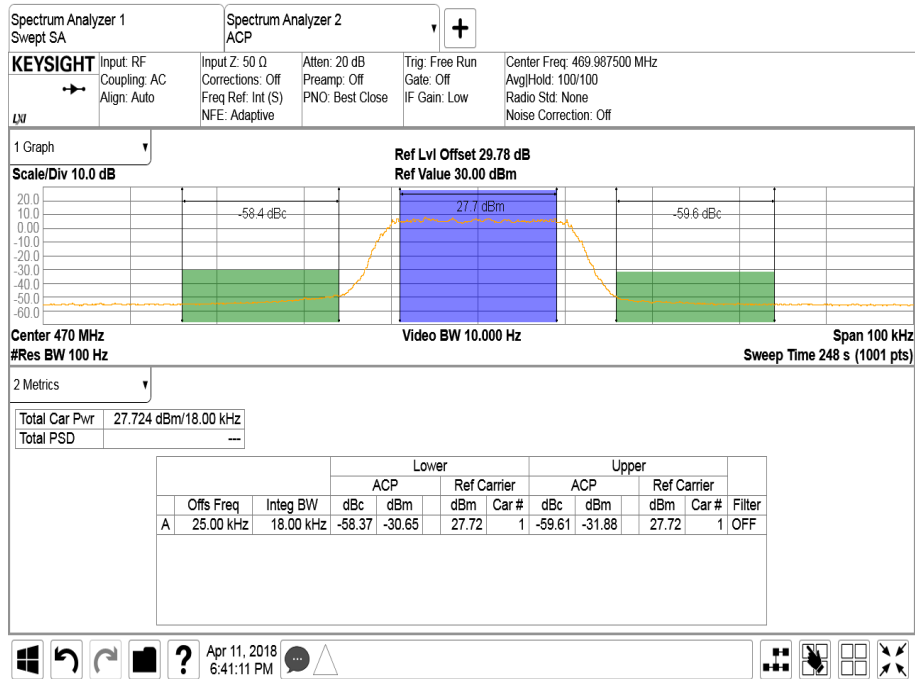 Spectrum Analyzer 1
Swept SA
Spectrum Analyzer 2
ACP
KEYSIGHT
LXI
Input: RF
Coupling: AC
Align: Auto
Input Z: 50 Ω
Corrections: Off
Freq Ref: Int (S)
NFE: Adaptive
Atten: 20 dB
Preamp: Off
PNO: Best Close
Trig: Free Run
Gate: Off
IF Gain: Low
Center Freq: 469.987500 MHz
Avg|Hold: 100/100
Radio Std: None
Noise Correction: Off
1 Graph
Scale/Div 10.0 dB
Ref Lvl Offset 29.78 dB
Ref Value 30.00 dBm
20.0
10.0
0.00
-10.0
-20.0
-30.0
-40.0
-50.0
-60.0
-58.4 dBc
27.7 dBm
-59.6 dBc
Center 470 MHz
Video BW 10.000 Hz
Span 100 kHz
#Res BW 100 Hz
Sweep Time 248 s (1001 pts)
2 Metrics
Total Car Pwr 27.724 dBm/18.00 kHz
Total PSD ---
Lower Upper
ACP Ref Carrier ACP Ref Carrier
Offs Freq Integ BW dBc dBm dBm Car # dBc dBm dBm Car # Filter
A 25.00 kHz 18.00 kHz -58.37 -30.65 27.72 1 -59.61 -31.88 27.72 1 OFF
?
Apr 11, 2018
6:41:11 PM